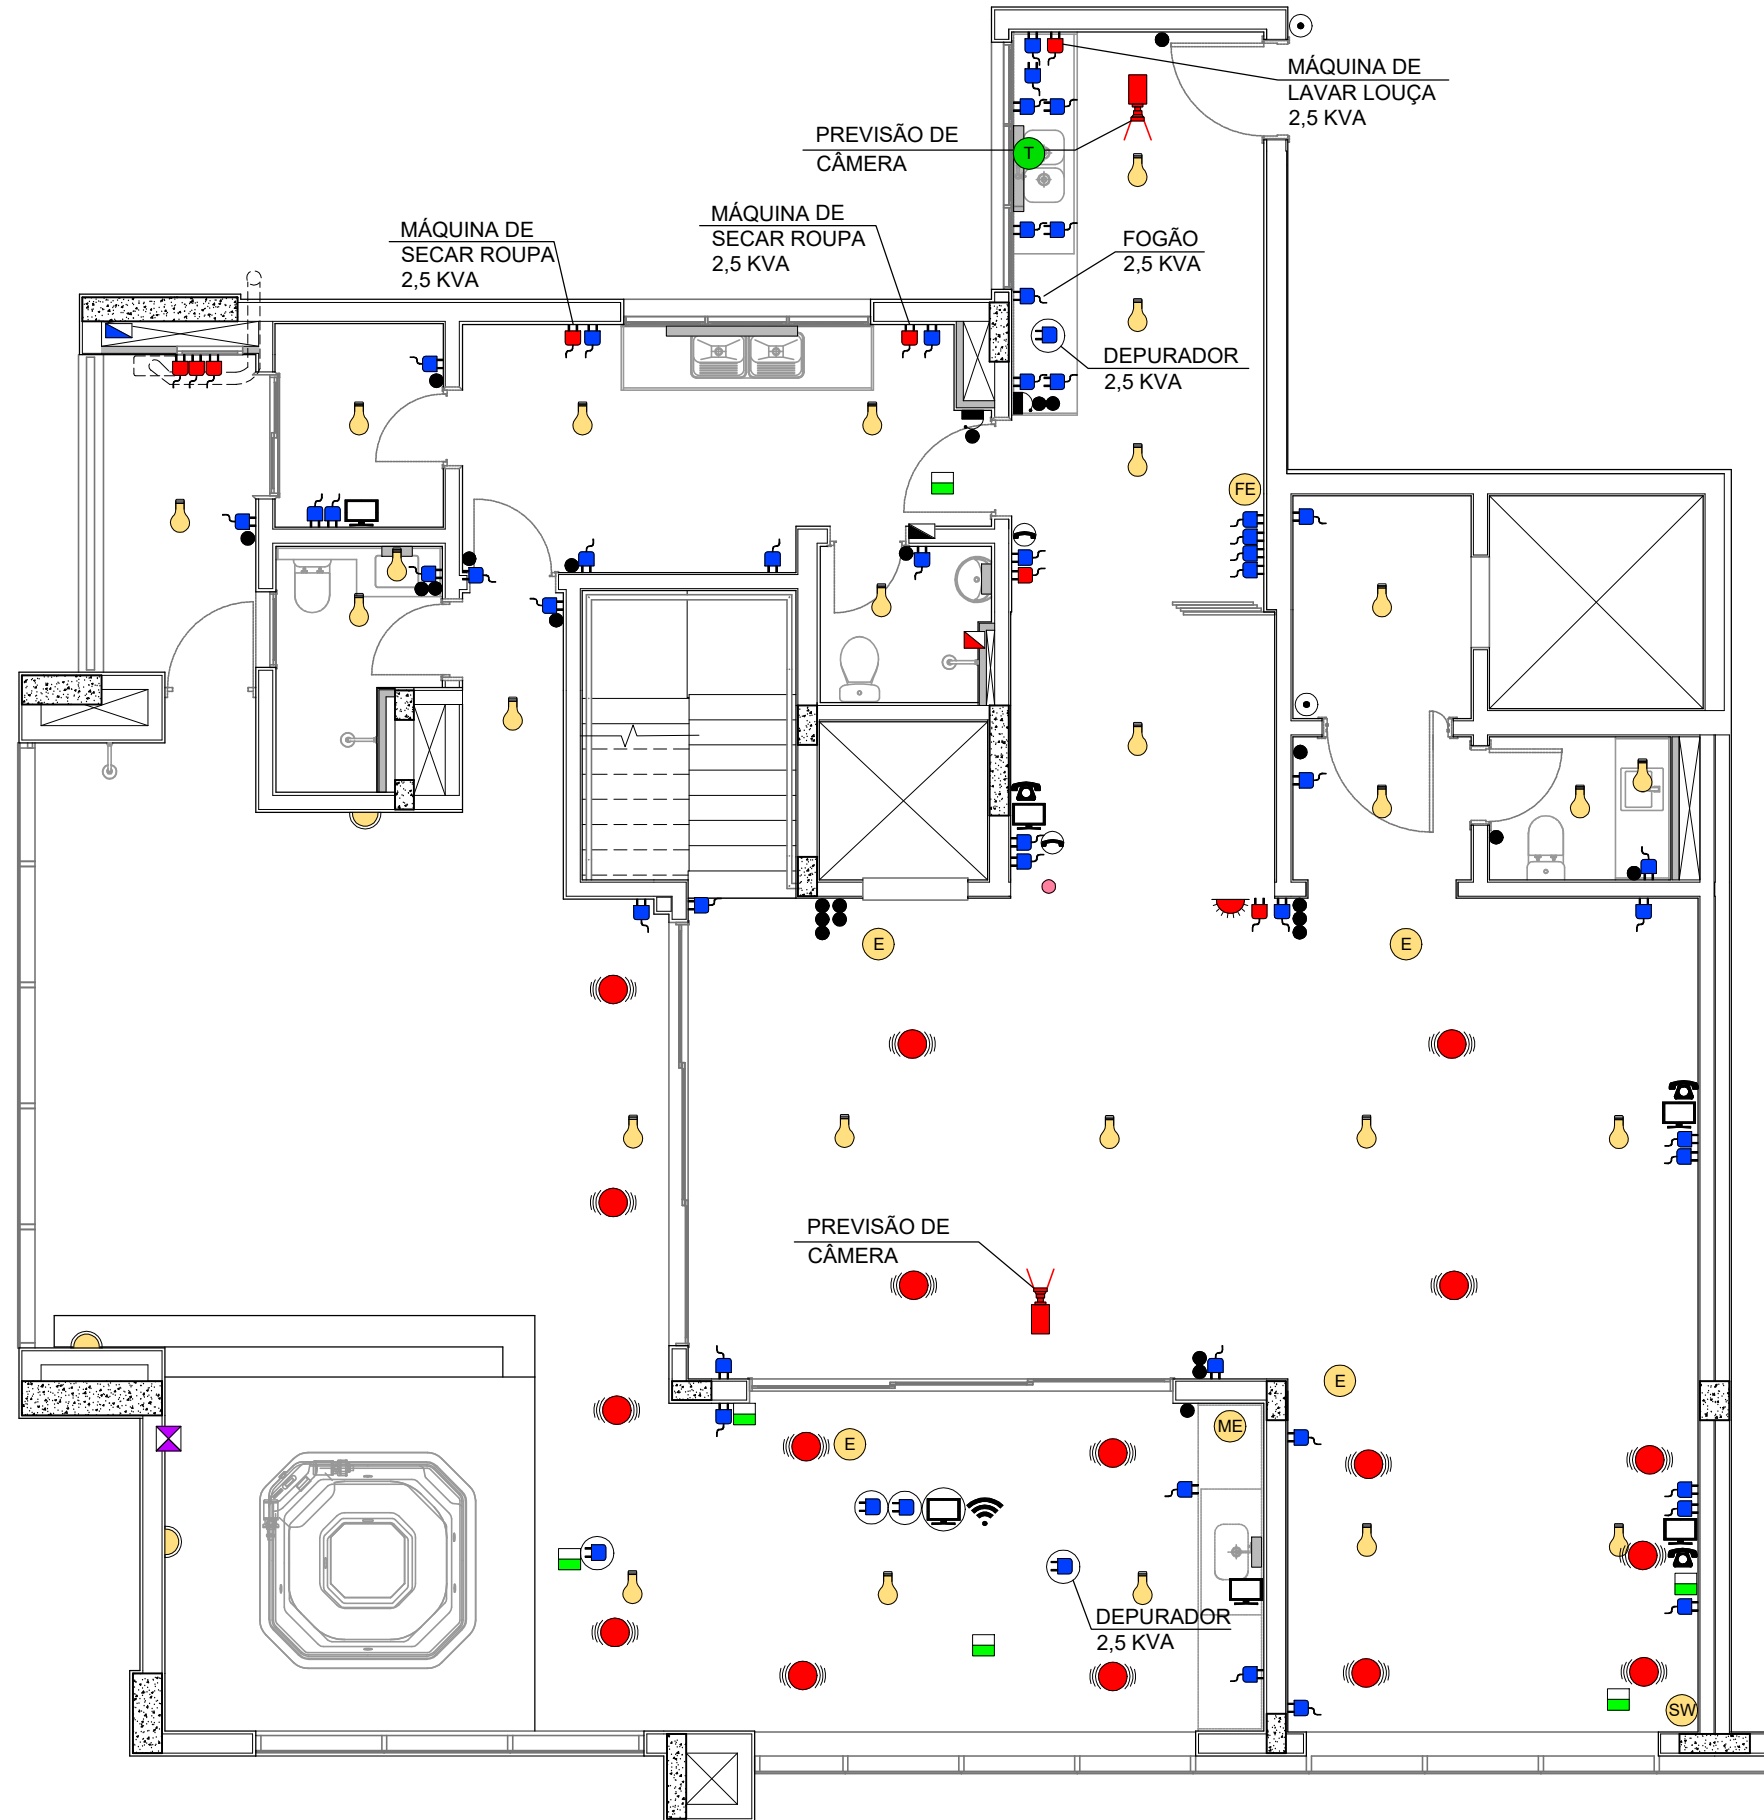 MÁQUINA DE
LAVAR LOUÇA
2,5 KVA
PREVISÃO DE
CÂMERA
T
MÁQUINA DE
SECAR ROUPA
2,5 KVA
MÁQUINA DE
SECAR ROUPA
2,5 KVA
FOGÃO
2,5 KVA
DEPURADOR
2,5 KVA
FE
E
E
PREVISÃO DE
CÂMERA
E
E
ME
DEPURADOR
2,5 KVA
SW